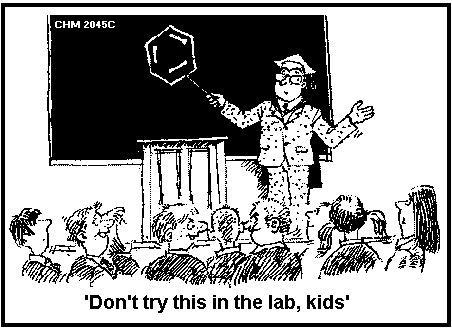 CHM 2045C
'Don't try this in the lab, kids'